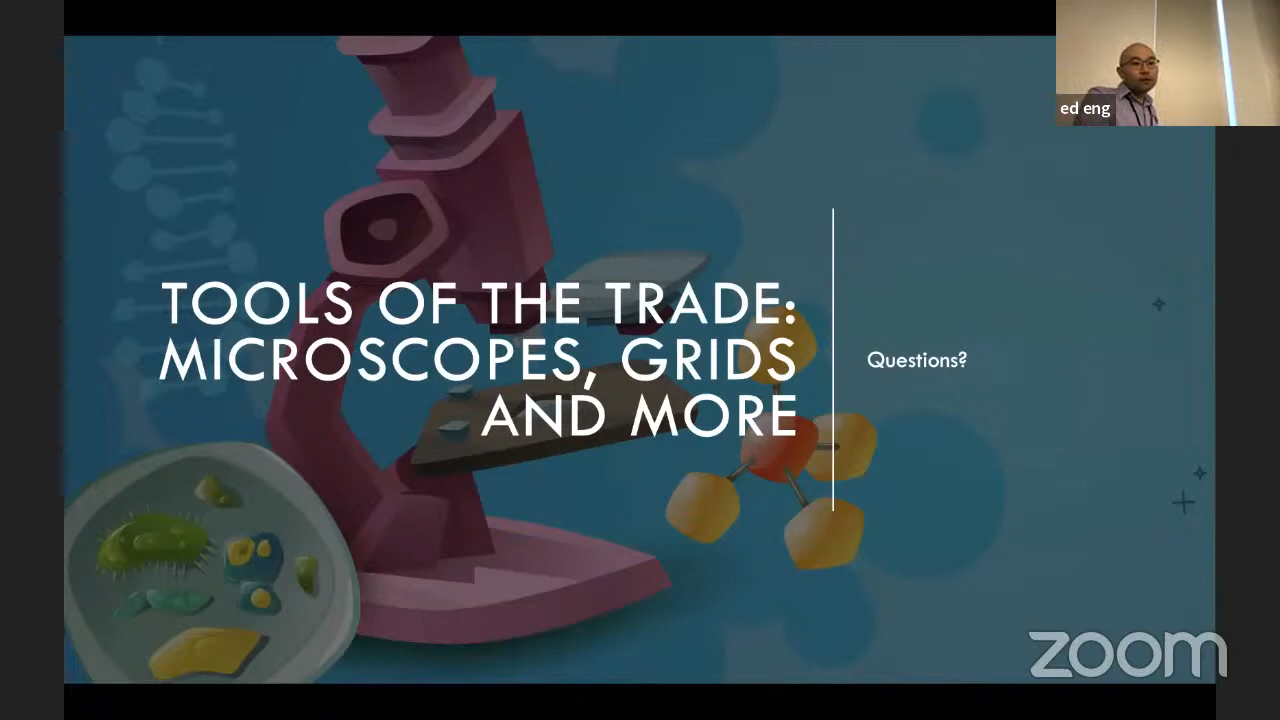 ed eng
TOOLS OF THE TRADE:
MICROSCOPES, GRIDS
AND MORE
Questions?
zoom